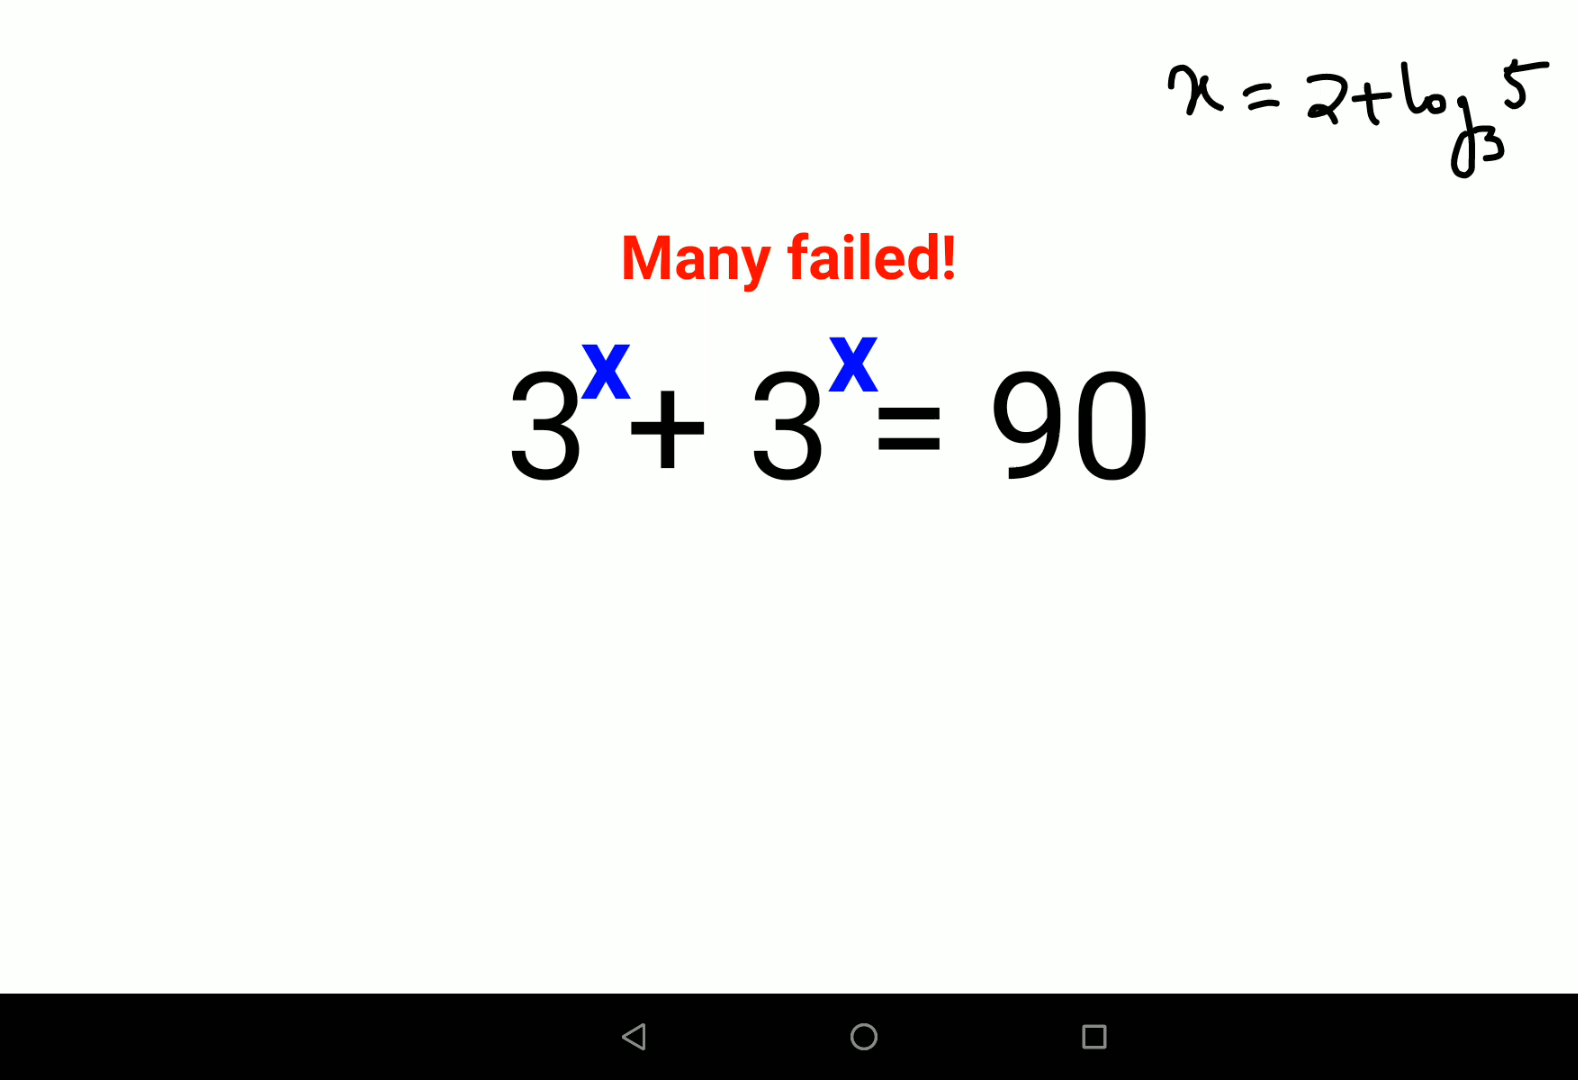 x = 2 + log₃5
Many failed!
3ˣ + 3ˣ = 90